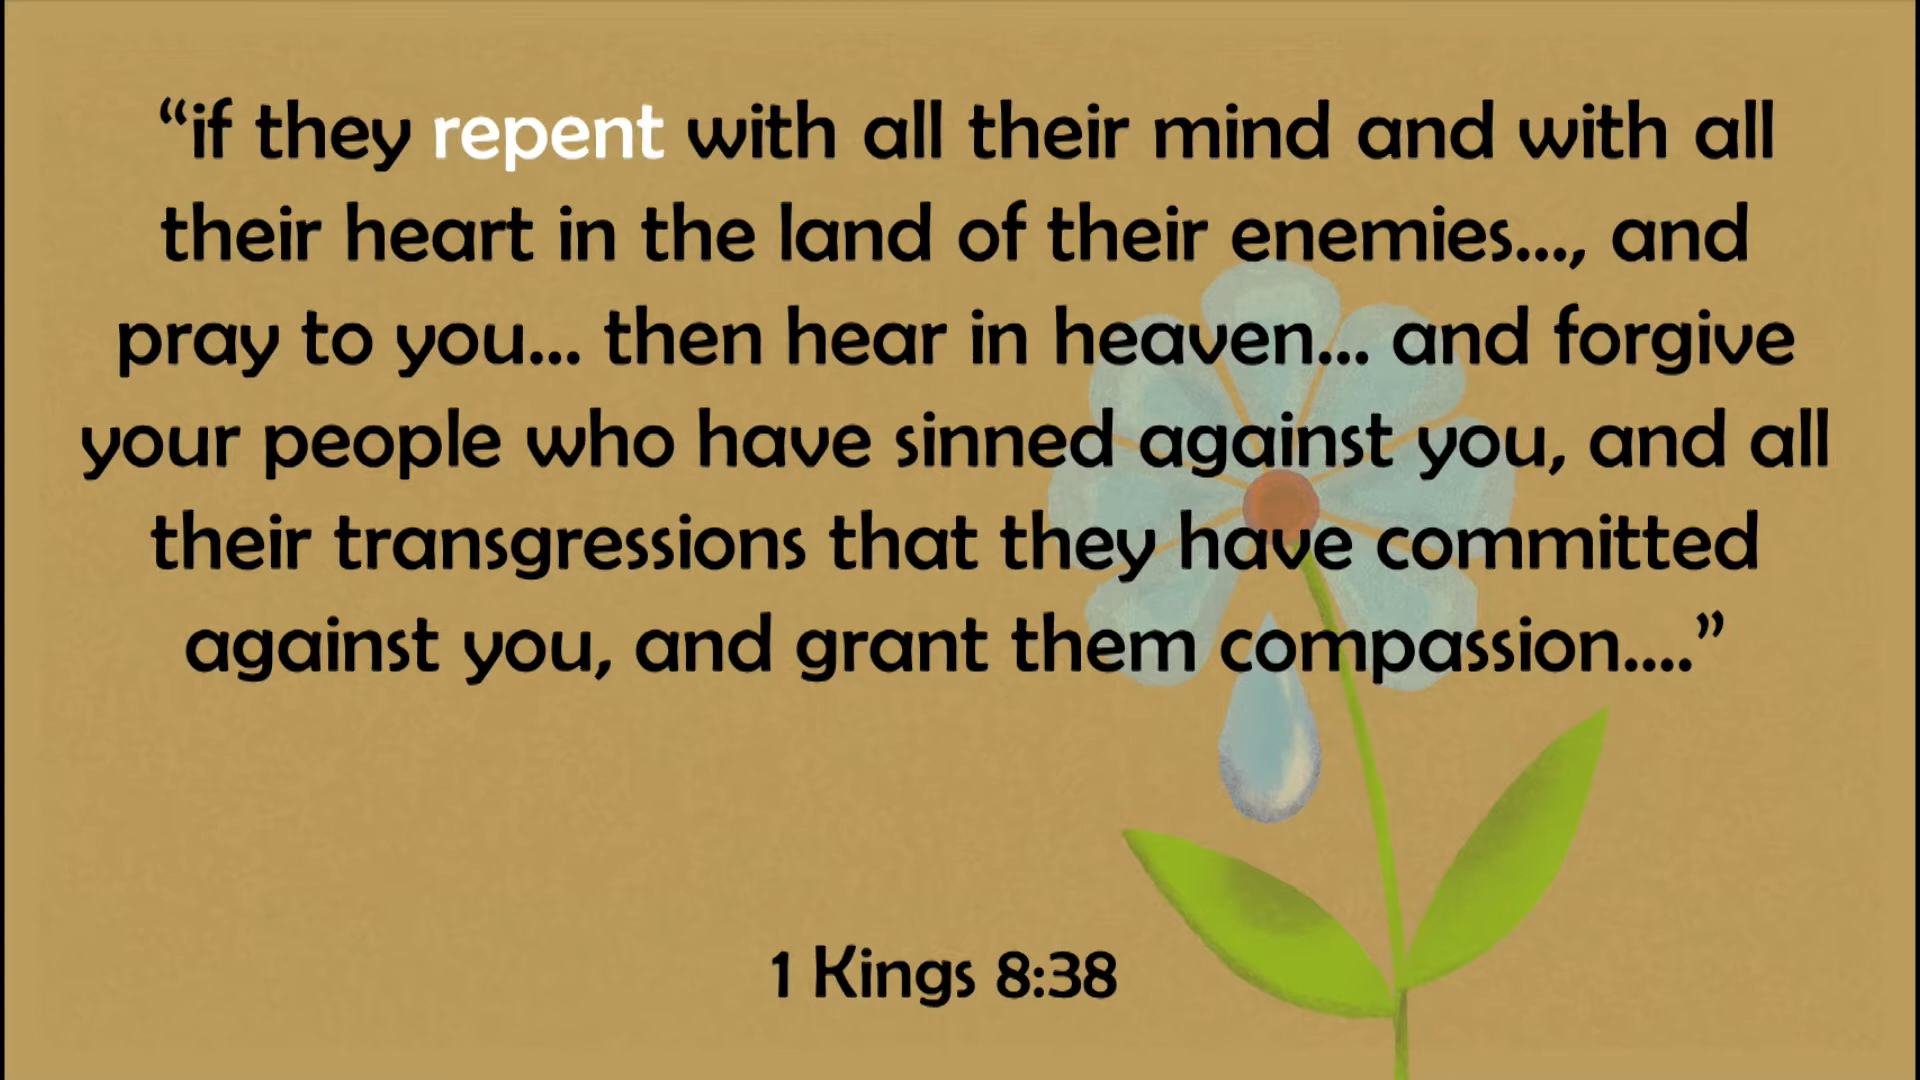 “if they repent with all their mind and with all
their heart in the land of their enemies..., and
pray to you... then hear in heaven... and forgive
your people who have sinned against you, and all
their transgressions that they have committed
against you, and grant them compassion....”
1 Kings 8:38